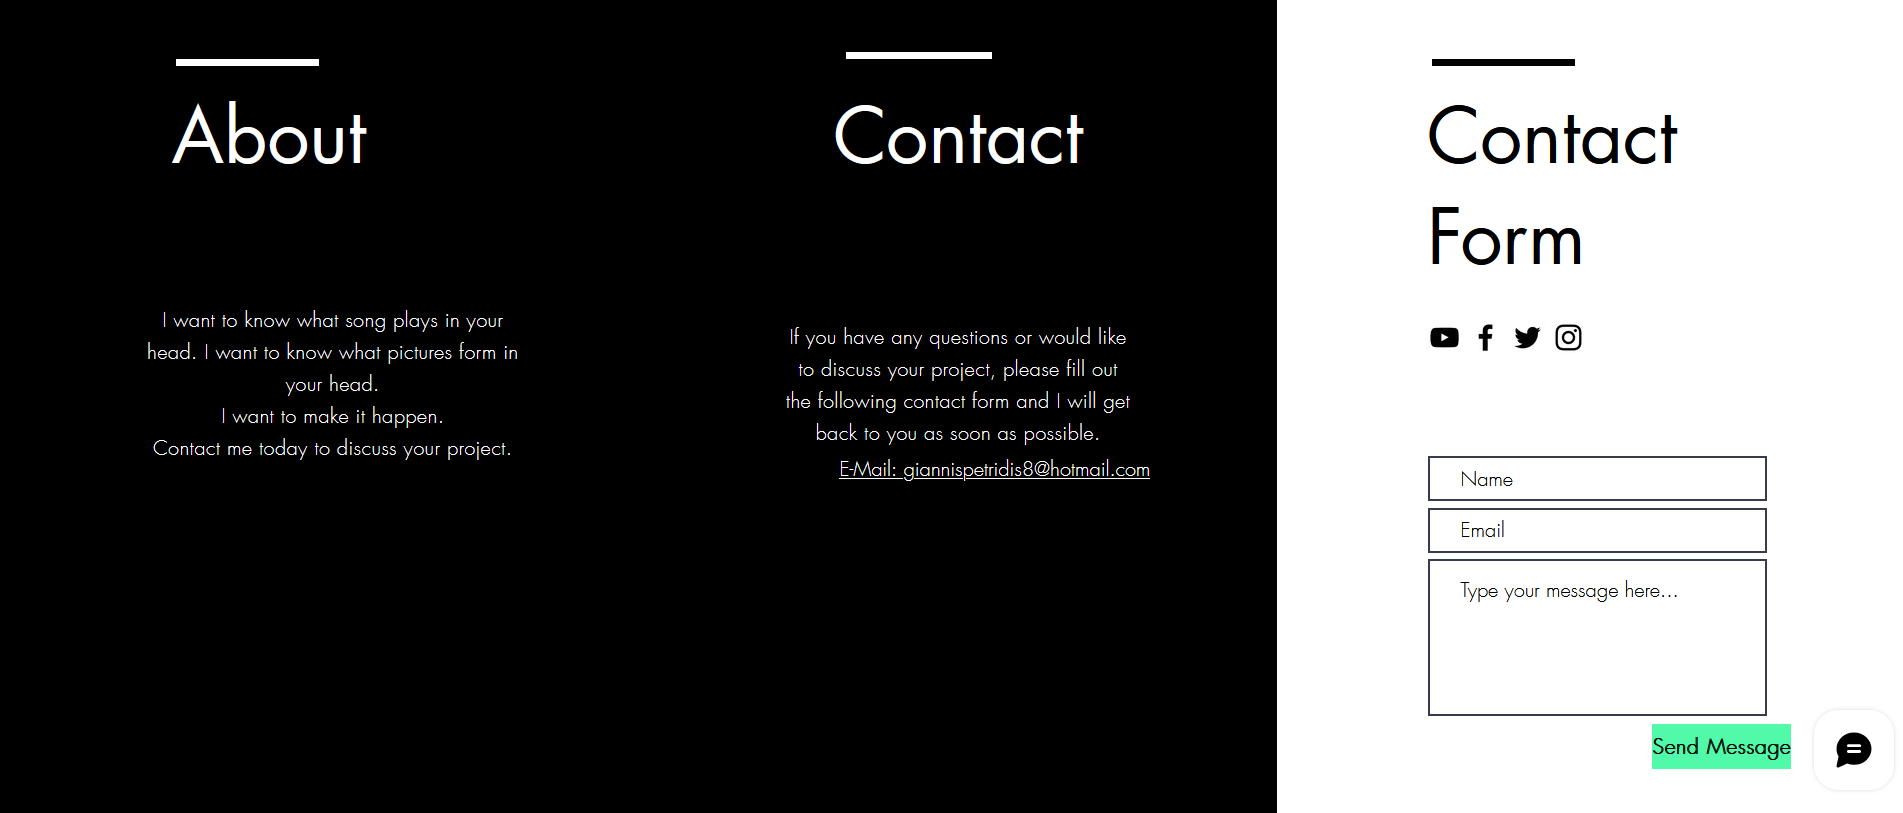 About
I want to know what song plays in your
head. I want to know what pictures form in
your head.
I want to make it happen.
Contact me today to discuss your project.
Contact
If you have any questions or would like
to discuss your project, please fill out
the following contact form and I will get
back to you as soon as possible.
E-Mail: giannispetridis8@hotmail.com
Contact
Form
Name
Email
Type your message here...
Send Message